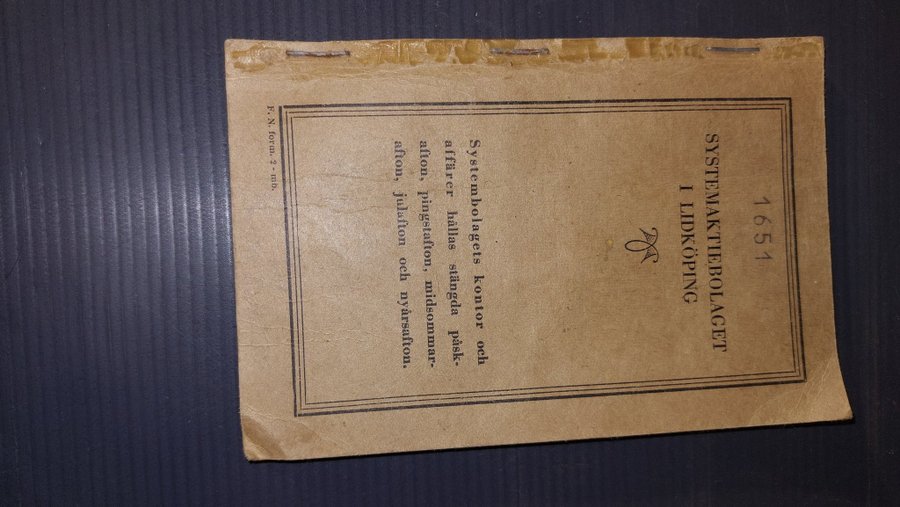 1651
SYSTEMAKTIEBOLAGET
I LIDKÖPING
Systembolagets kontor och
affärer hållas stängda påsk-
afton, pingstafton, midsommar-
afton, julafton och nyårsafton.
F. N. form. 2 - mb.